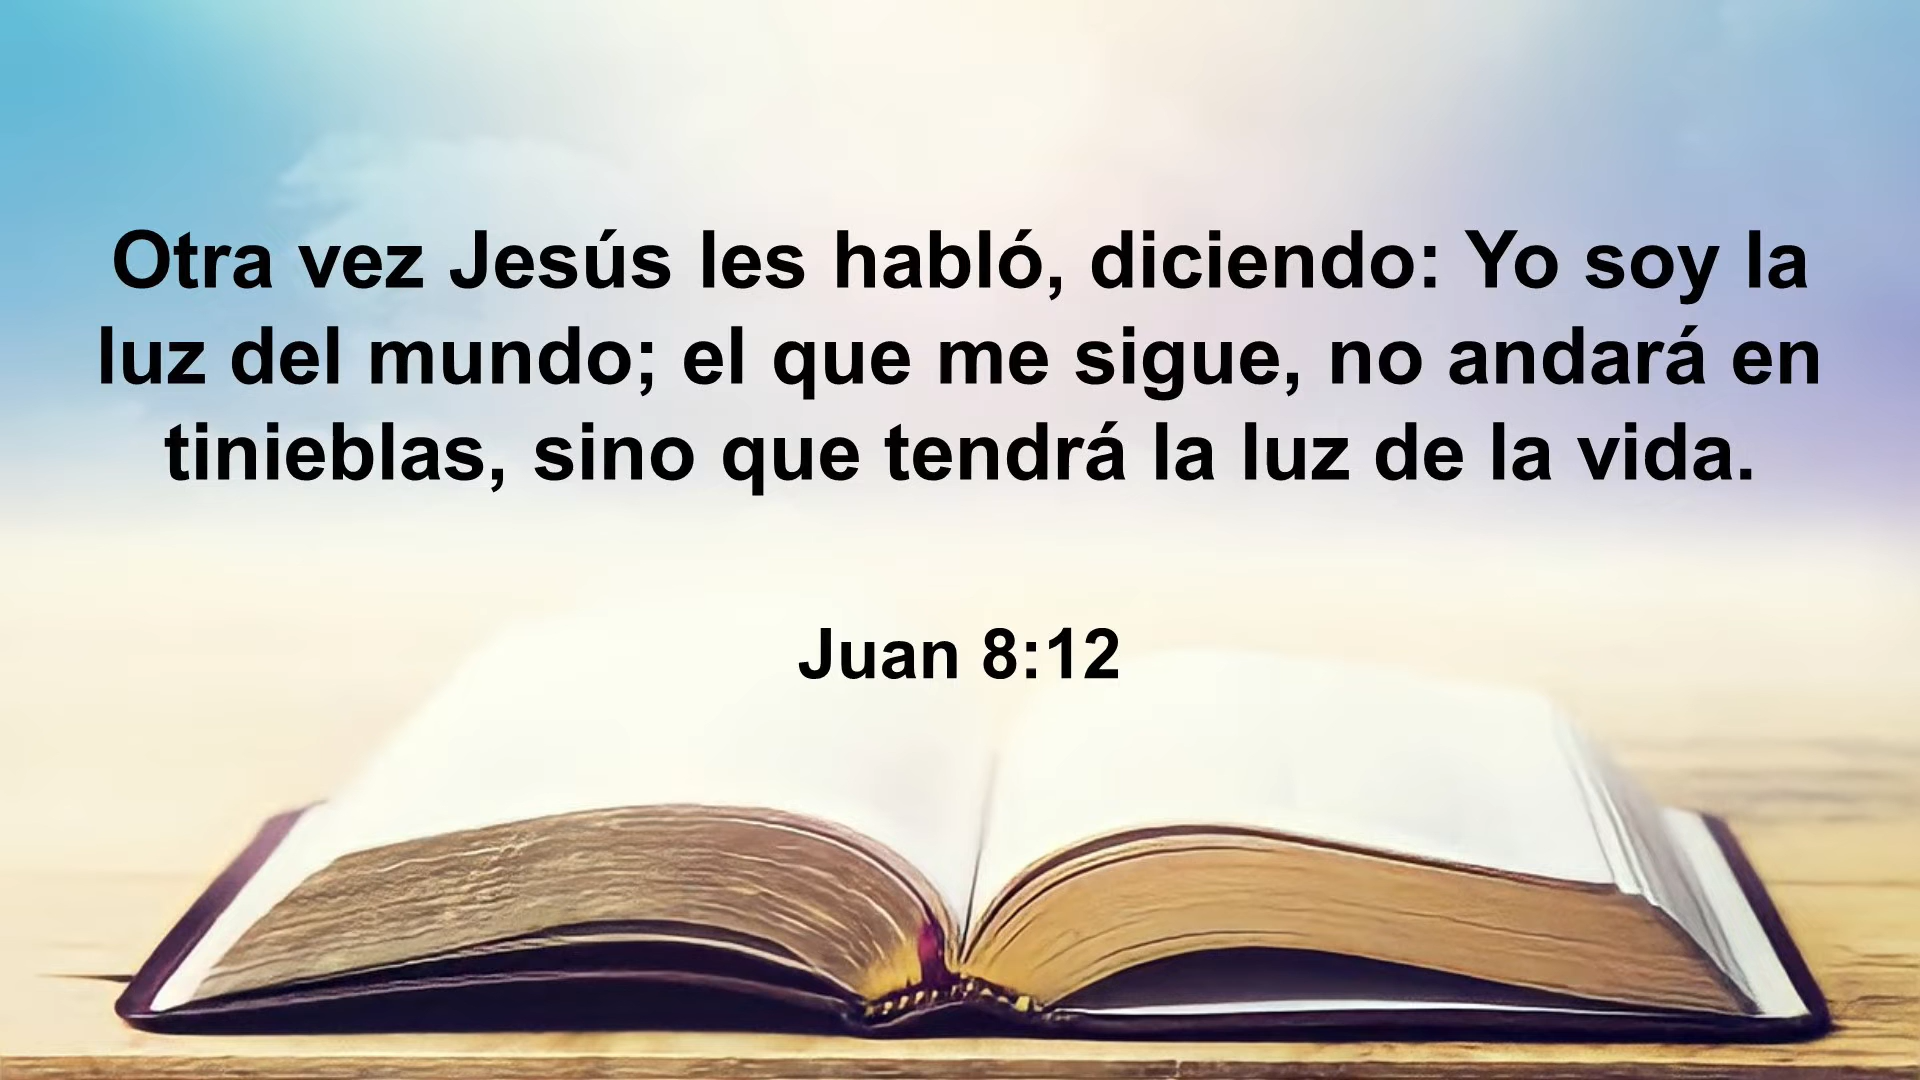 Otra vez Jesús les habló, diciendo: Yo soy la
luz del mundo; el que me sigue, no andará en
tinieblas, sino que tendrá la luz de la vida.
Juan 8:12